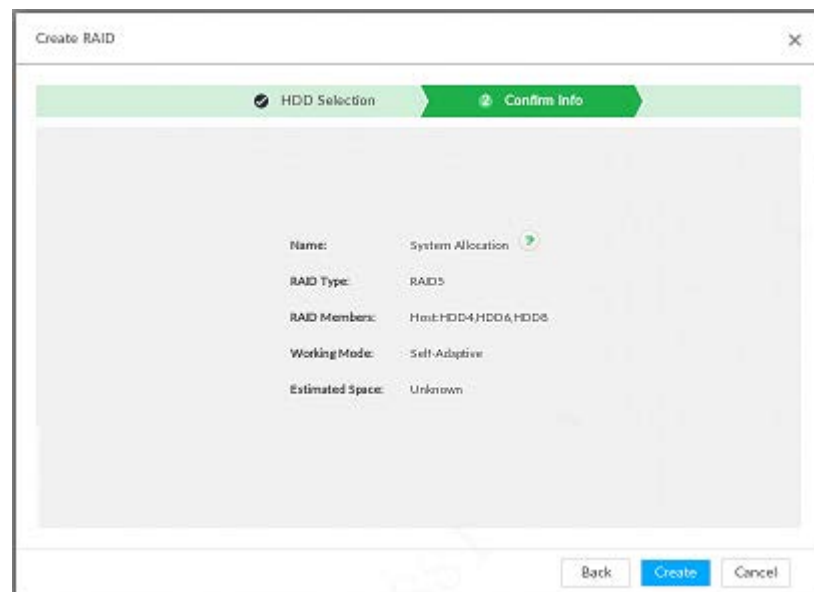 Create RAID
HDD Selection
2 Confirm Info
Name: System Allocation ?
RAID Type: RAID5
RAID Members: Host:HDD4,HDD6,HDD8
Working Mode: Self-Adaptive
Estimated Space: Unknown
Back Create Cancel